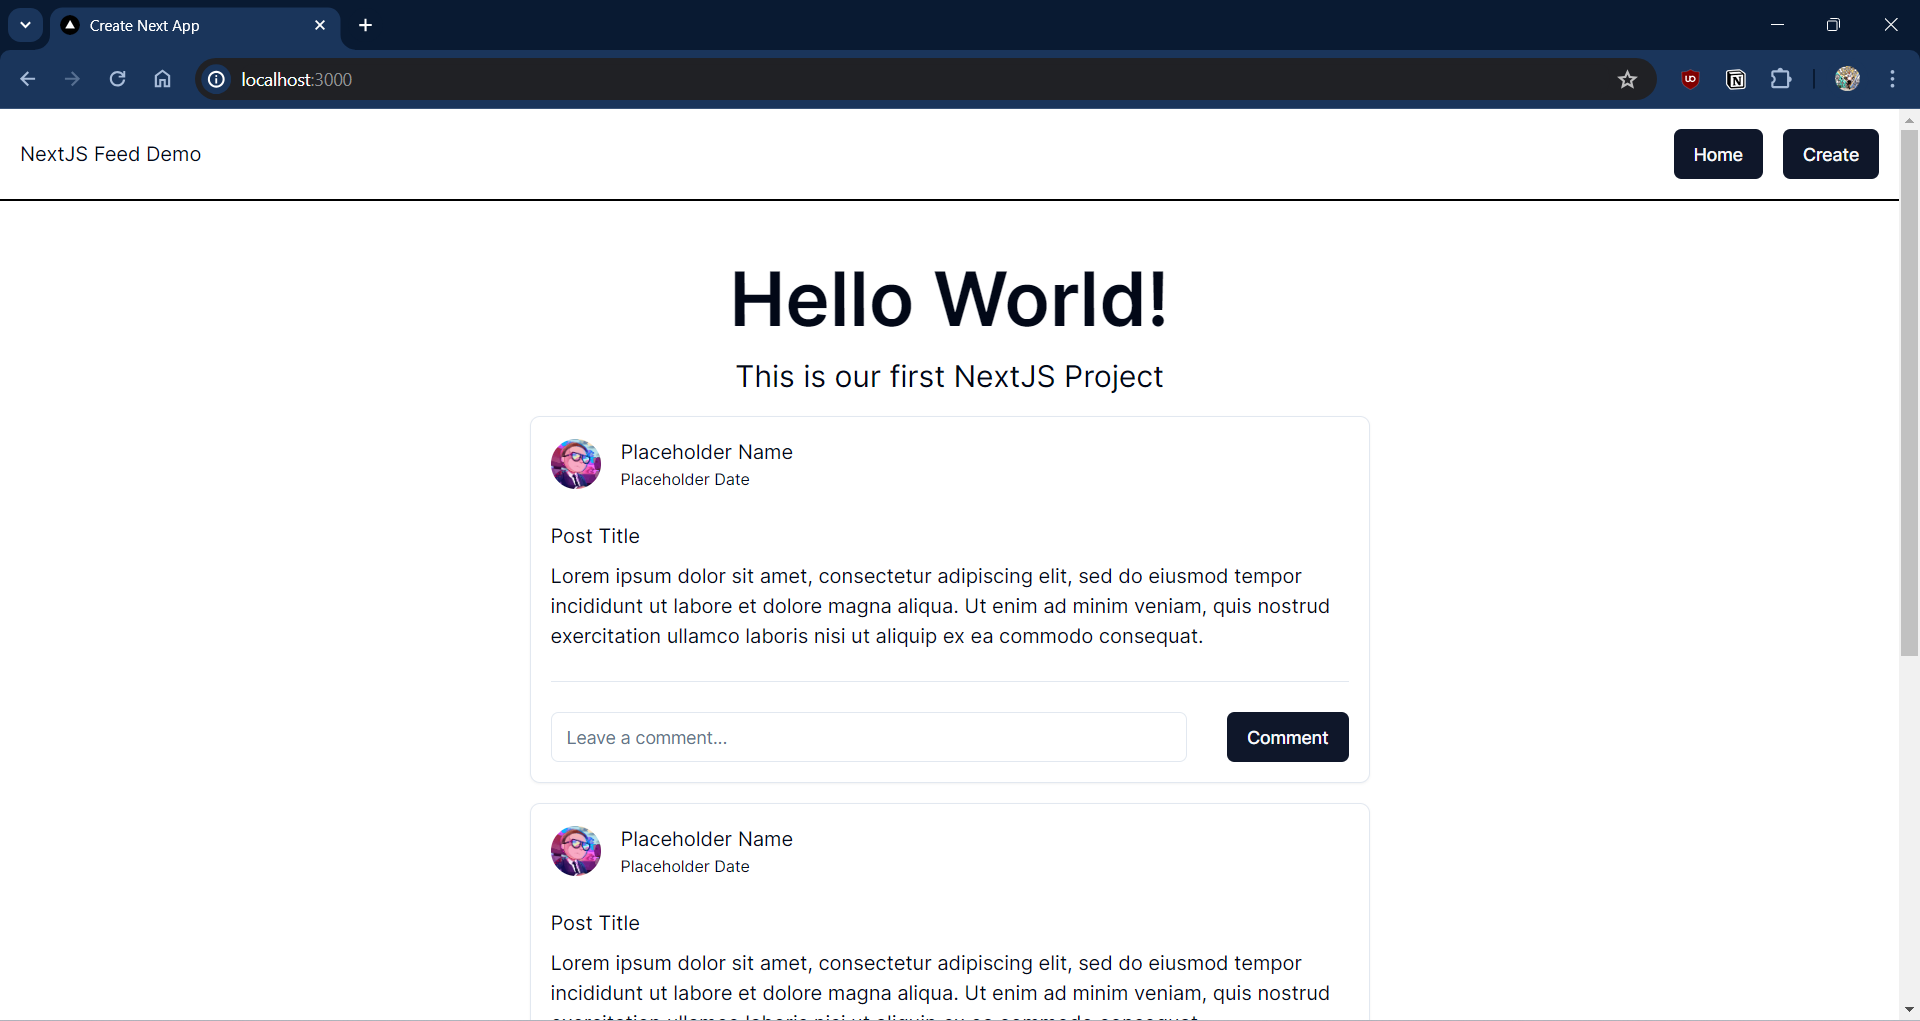 Create Next App
localhost:3000
NextJS Feed Demo
Home
Create
Hello World!
This is our first NextJS Project
Placeholder Name
Placeholder Date
Post Title
Lorem ipsum dolor sit amet, consectetur adipiscing elit, sed do eiusmod tempor
incididunt ut labore et dolore magna aliqua. Ut enim ad minim veniam, quis nostrud
exercitation ullamco laboris nisi ut aliquip ex ea commodo consequat.
Leave a comment...
Comment
Placeholder Name
Placeholder Date
Post Title
Lorem ipsum dolor sit amet, consectetur adipiscing elit, sed do eiusmod tempor
incididunt ut labore et dolore magna aliqua. Ut enim ad minim veniam, quis nostrud